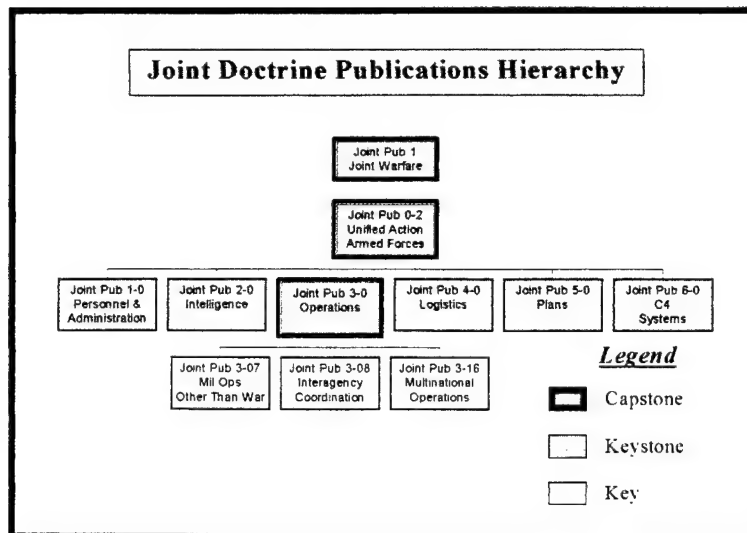 Joint Doctrine Publications Hierarchy
Joint Pub 1
Joint Warfare
Joint Pub 0-2
Unified Action
Armed Forces
Joint Pub 1-0
Personnel &
Administration
Joint Pub 2-0
Intelligence
Joint Pub 3-0
Operations
Joint Pub 4-0
Logistics
Joint Pub 5-0
Plans
Joint Pub 6-0
C4
Systems
Joint Pub 3-07
Mil Ops
Other Than War
Joint Pub 3-08
Interagency
Coordination
Joint Pub 3-16
Multinational
Operations
Legend
Capstone
Keystone
Key